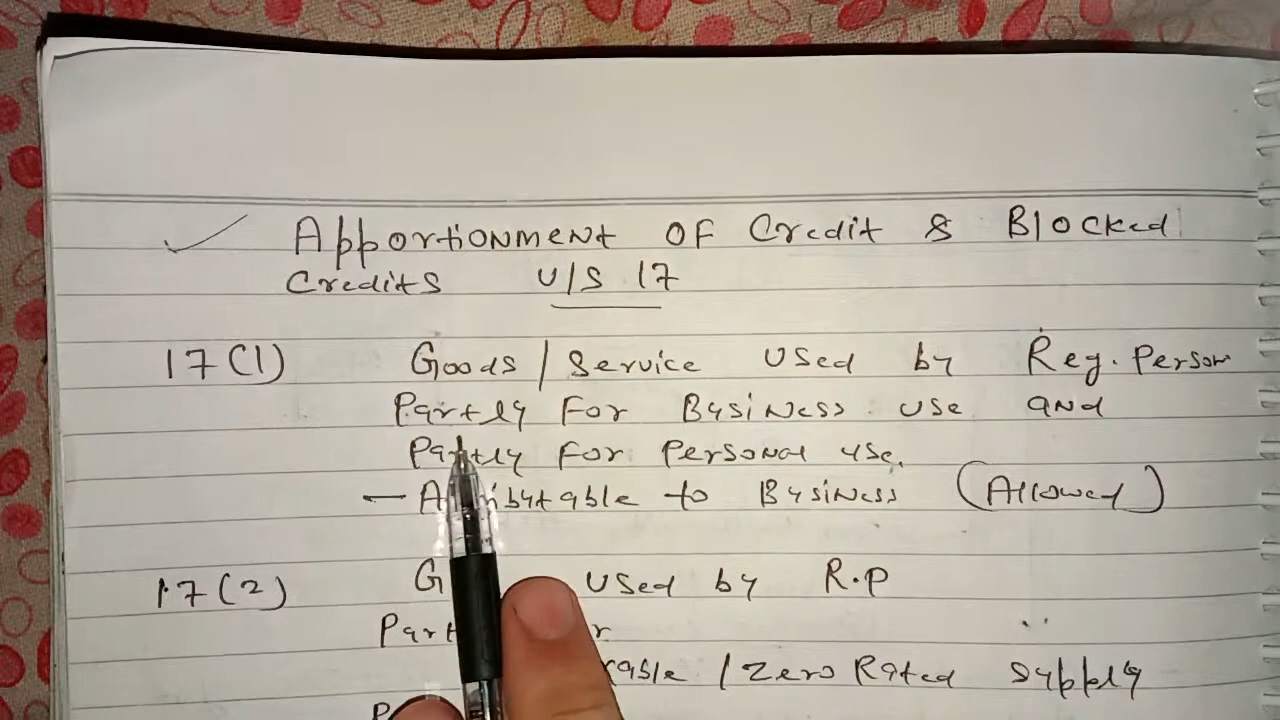 Apportionment of Credit & Blocked
Credits U/S 17
17(1) Goods/Service Used by Reg. Person
Partly for Business use and
Partly for Personal use.
— to Business (Allowed)
17(2) Used by R.P
/Zero Rated Supply